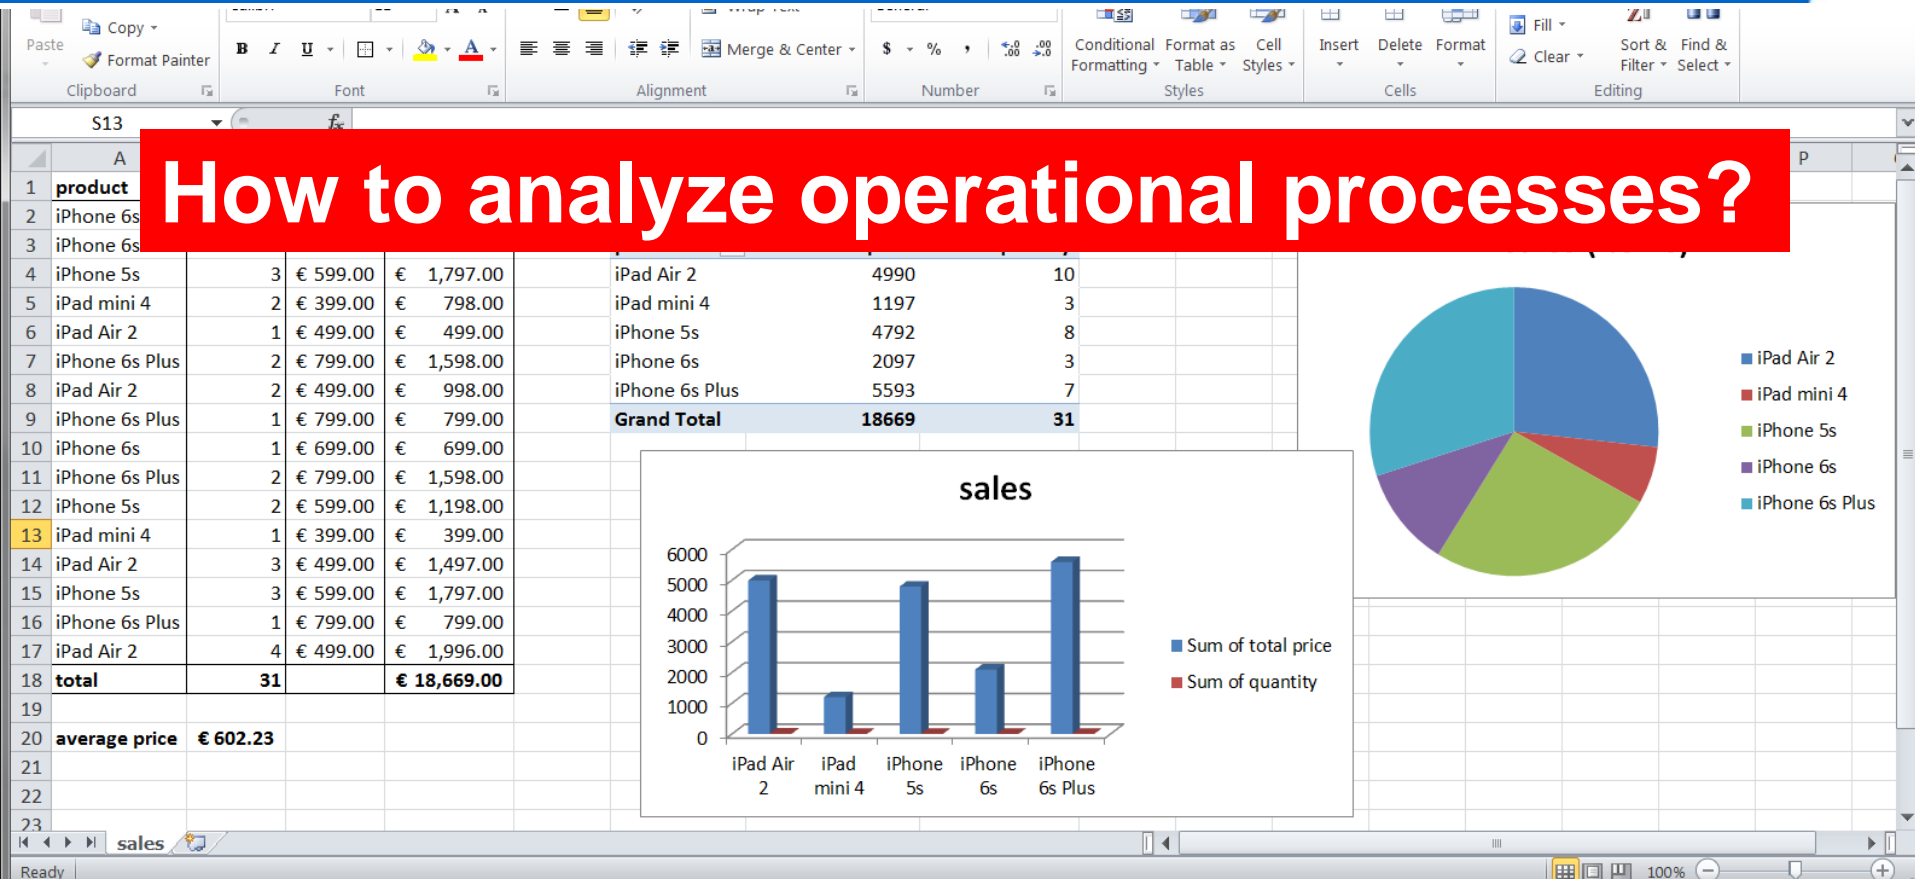 Copy
Wrap Text
Fill
Paste
Format Painter
B I U
A
Merge & Center
$ % ,
Conditional Formatting
Format as Table
Cell Styles
Insert
Delete
Format
Clear
Sort & Filter
Find & Select
Clipboard
Font
Alignment
Number
Styles
Cells
Editing
S13
fx
How to analyze operational processes?
A
P
1 product
2 iPhone 6s
3 iPhone 6s
4 iPhone 5s 3 € 599.00 € 1,797.00
5 iPad mini 4 2 € 399.00 € 798.00
6 iPad Air 2 1 € 499.00 € 499.00
7 iPhone 6s Plus 2 € 799.00 € 1,598.00
8 iPad Air 2 2 € 499.00 € 998.00
9 iPhone 6s Plus 1 € 799.00 € 799.00
10 iPhone 6s 1 € 699.00 € 699.00
11 iPhone 6s Plus 2 € 799.00 € 1,598.00
12 iPhone 5s 2 € 599.00 € 1,198.00
13 iPad mini 4 1 € 399.00 € 399.00
14 iPad Air 2 3 € 499.00 € 1,497.00
15 iPhone 5s 3 € 599.00 € 1,797.00
16 iPhone 6s Plus 1 € 799.00 € 799.00
17 iPad Air 2 4 € 499.00 € 1,996.00
18 total 31 € 18,669.00
19
20 average price € 602.23
21
22
23
iPad Air 2 4990 10
iPad mini 4 1197 3
iPhone 5s 4792 8
iPhone 6s 2097 3
iPhone 6s Plus 5593 7
Grand Total 18669 31
sales
6000
5000
4000
3000
2000
1000
0
iPad Air 2
iPad mini 4
iPhone 5s
iPhone 6s
iPhone 6s Plus
Sum of total price
Sum of quantity
iPad Air 2
iPad mini 4
iPhone 5s
iPhone 6s
iPhone 6s Plus
sales
Ready
100%